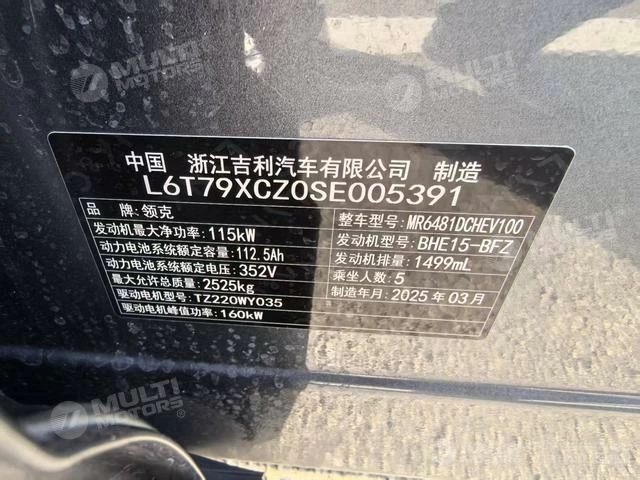 MULTI MOTORS
MULTI MOTORS
中国 浙江吉利汽车有限公司 制造
L6T79XCZ0SE005391
品 牌:领克
整车型号:MR6481DCHEV100
发动机最大净功率:115kW
发动机型号:BHE15-BFZ
动力电池系统额定容量:112.5Ah
发动机排量:1499mL
动力电池系统额定电压:352V
乘坐人数:5
最大允许总质量:2525kg
制造年月:2025年03月
驱动电机型号:TZ220WY035
驱动电机峰值功率:160kW
MULTI MOTORS
MULTI MOTORS